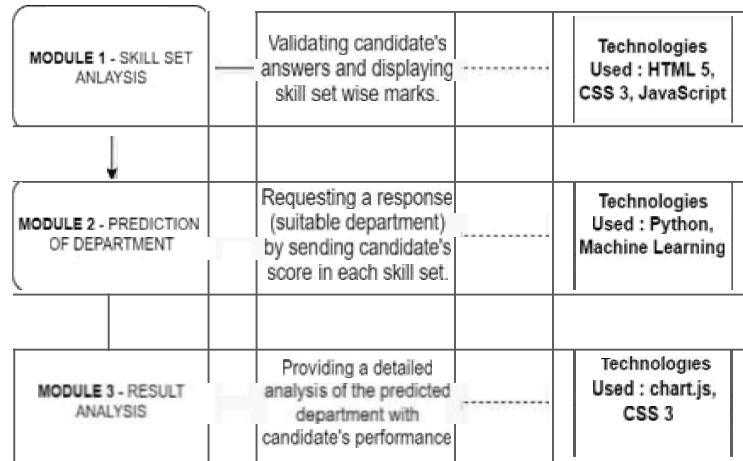 MODULE 1 - SKILL SET
ANLAYSIS
Validating candidate's
answers and displaying
skill set wise marks.
Technologies
Used : HTML 5,
CSS 3, JavaScript
MODULE 2 - PREDICTION
OF DEPARTMENT
Requesting a response
(suitable department)
by sending candidate's
score in each skill set.
Technologies
Used : Python,
Machine Learning
MODULE 3 - RESULT
ANALYSIS
Providing a detailed
analysis of the predicted
department with
candidate's performance
Technologies
Used : chart.js,
CSS 3